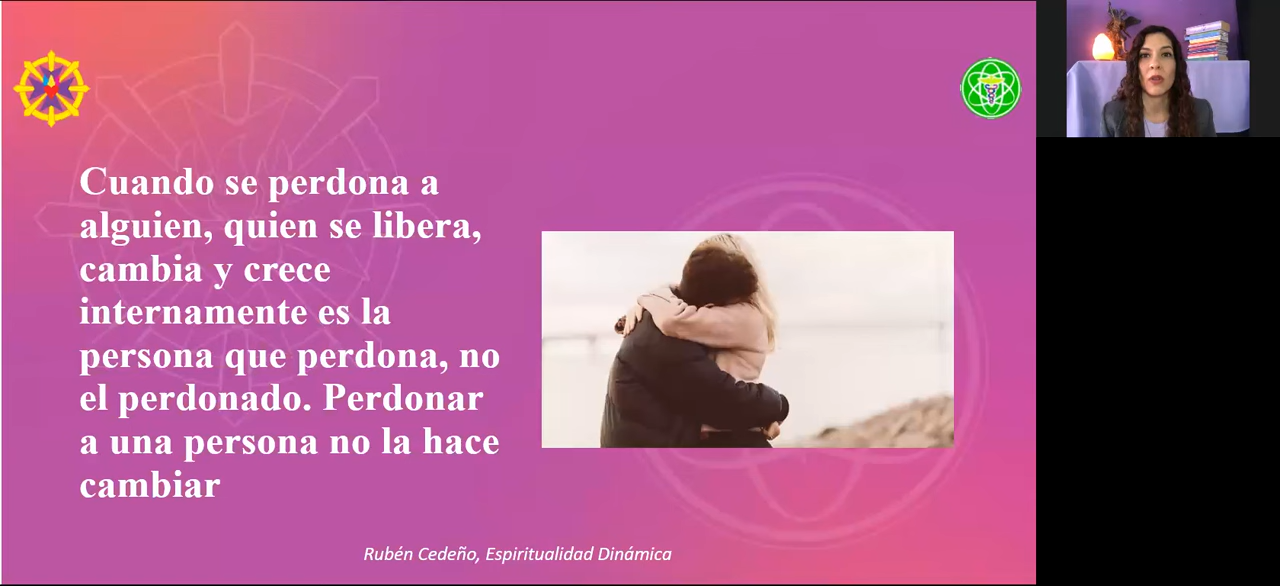 Cuando se perdona a
alguien, quien se libera,
cambia y crece
internamente es la
persona que perdona, no
el perdonado. Perdonar
a una persona no la hace
cambiar
Rubén Cedeño, Espiritualidad Dinámica